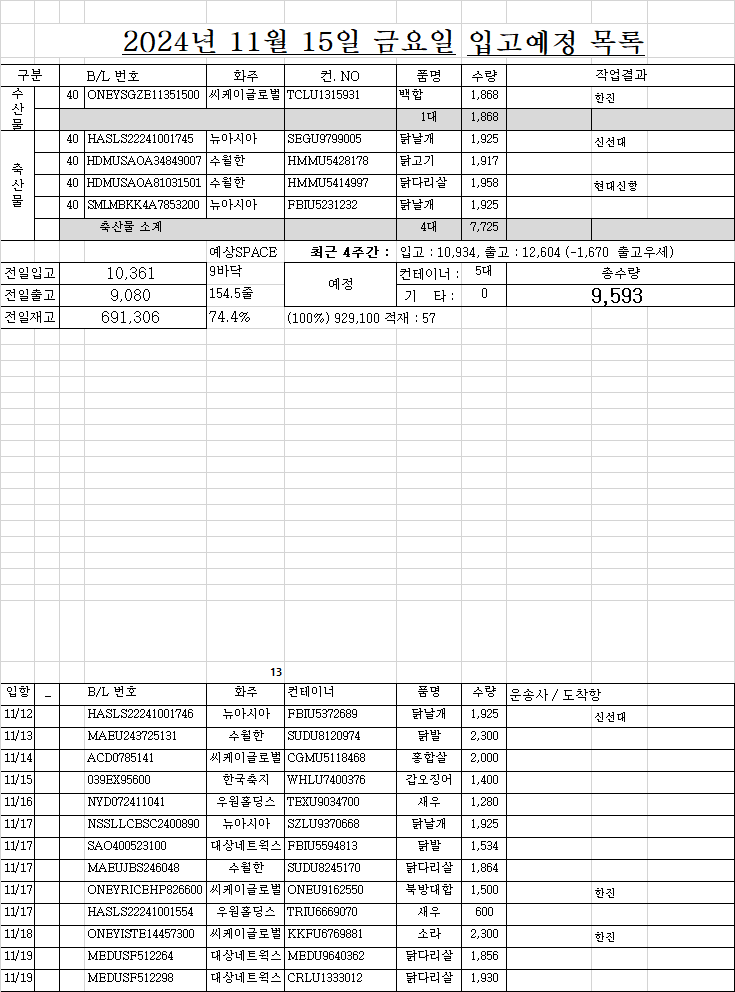 2024년 11월 15일 금요일 입고예정 목록
구분 B/L 번호 화주 컨. NO 품명 수량 작업결과
수산물 40 ONEYSGZE11351500 씨케이글로벌 TCLU1315931 백합 1,868 한진
1대 1,868
축산물 40 HASLS22241001745 뉴아시아 SEGU9799005 닭날개 1,925 신선대
40 HDMUSAOA34849007 수월한 HMMU5428178 닭고기 1,917
40 HDMUSAOA81031501 수월한 HMMU5414997 닭다리살 1,958 현대신항
40 SMLMBKK4A7853200 뉴아시아 FBIU5231232 닭날개 1,925
축산물 소계 4대 7,725
예상SPACE 최근 4주간 : 입고 : 10,934, 출고 : 12,604 (-1,670 출고우세)
전일입고 10,361 9바닥 예정 컨테이너 : 5대 총수량
전일출고 9,080 154.5줄 기 타 : 0 9,593
전일재고 691,306 74.4% (100%) 929,100 적재 : 57
13
입항 _ B/L 번호 화주 컨테이너 품명 수량 운송사 / 도착항
11/12 HASLS22241001746 뉴아시아 FBIU5372689 닭날개 1,925 신선대
11/13 MAEU243725131 수월한 SUDU8120974 닭발 2,300
11/14 ACD0785141 씨케이글로벌 CGMU5118468 홍합살 2,000
11/15 039EX95600 한국축지 WHLU7400376 갑오징어 1,400
11/16 NYD072411041 우원홀딩스 TEXU9034700 새우 1,280
11/17 NSSLLCBSC2400890 뉴아시아 SZLU9370668 닭날개 1,925
11/17 SAO400523100 대상네트웍스 FBIU5594813 닭발 1,534
11/17 MAEUJBS246048 수월한 SUDU8245170 닭다리살 1,864
11/17 ONEYRICEHP826600 씨케이글로벌 ONEU9162550 북방대합 1,500 한진
11/17 HASLS22241001554 우원홀딩스 TRIU6669070 새우 600
11/18 ONEYISTE14457300 씨케이글로벌 KKFU6769881 소라 2,300 한진
11/19 MEDUSF512264 대상네트웍스 MEDU9640362 닭다리살 1,856
11/19 MEDUSF512298 대상네트웍스 CRLU1333012 닭다리살 1,930